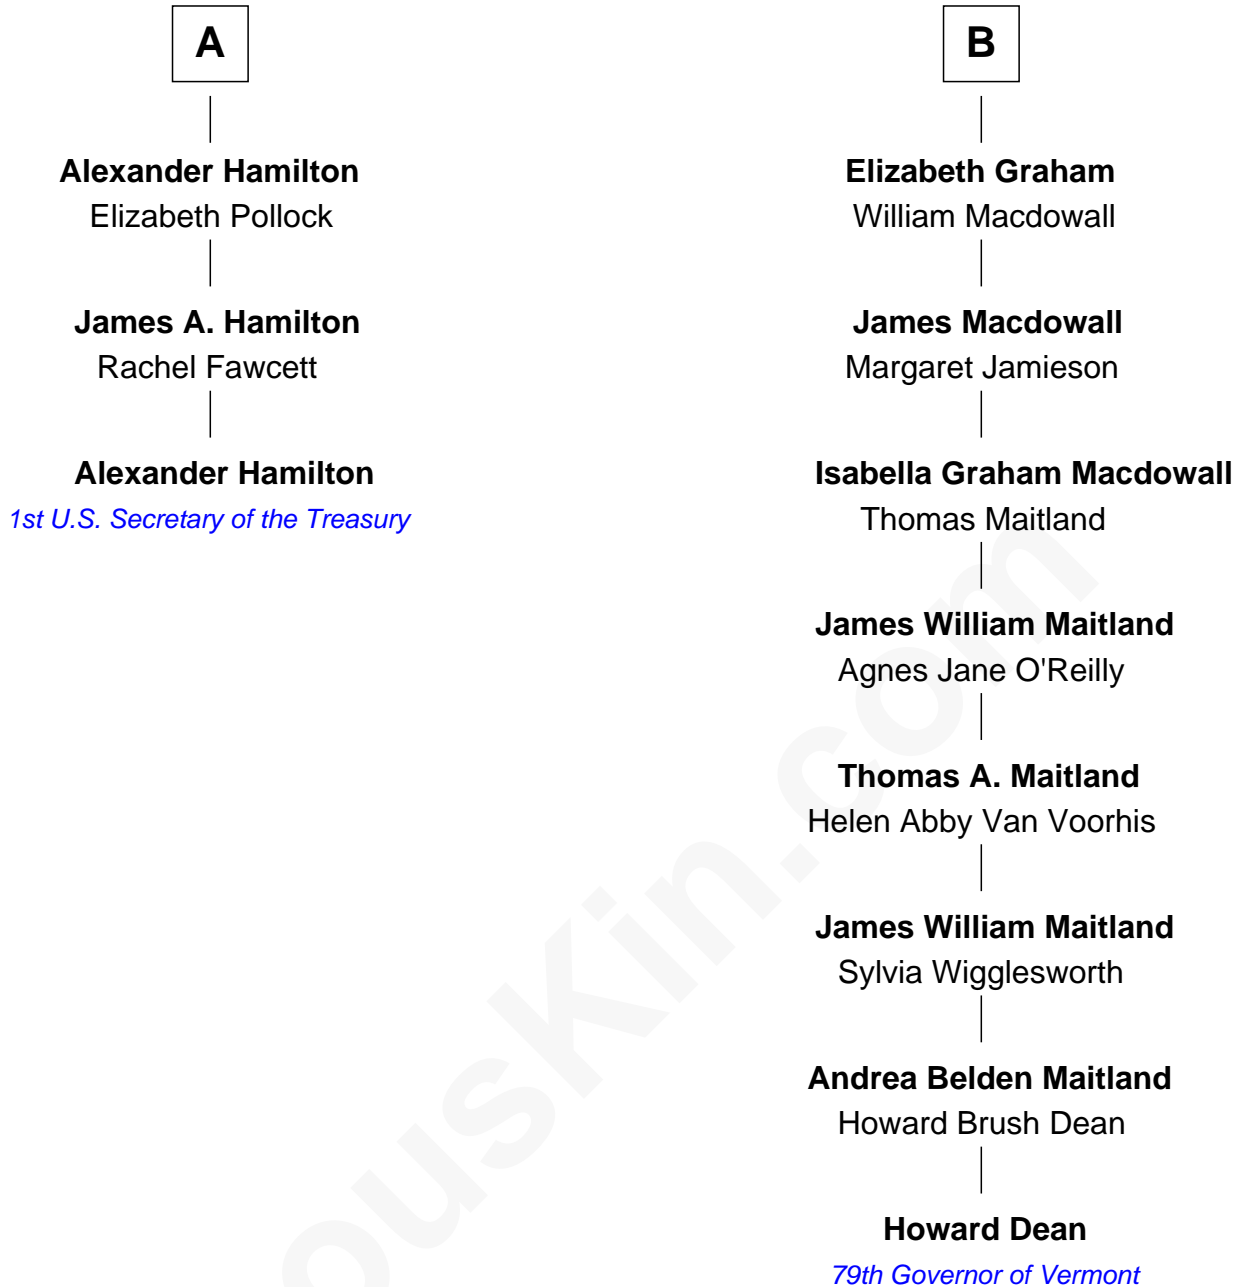 A
Alexander Hamilton
Elizabeth Pollock
James A. Hamilton
Rachel Fawcett
Alexander Hamilton
1st U.S. Secretary of the Treasury
B
Elizabeth Graham
William Macdowall
James Macdowall
Margaret Jamieson
Isabella Graham Macdowall
Thomas Maitland
James William Maitland
Agnes Jane O'Reilly
Thomas A. Maitland
Helen Abby Van Voorhis
James William Maitland
Sylvia Wigglesworth
Andrea Belden Maitland
Howard Brush Dean
Howard Dean
79th Governor of Vermont
ousKin.com